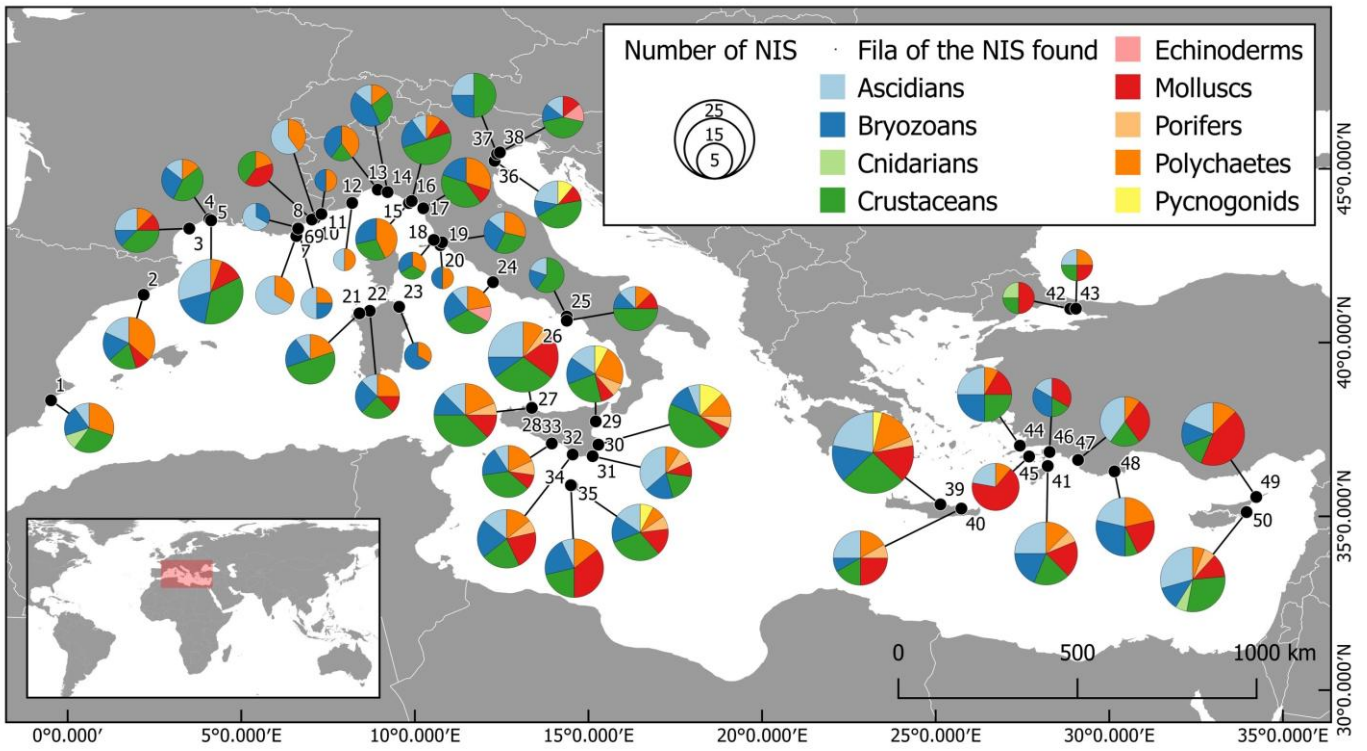 Number of NIS
25
15
5
Fila of the NIS found
Ascidians
Bryozoans
Cnidarians
Crustaceans
Echinoderms
Molluscs
Porifers
Polychaetes
Pycnogonids
1
2
3
4
5
69
7
8
10
11
12
13
14
15
16
17
18
19
20
21
22
23
24
25
26
27
28
33
29
30
31
32
34
35
36
37
38
39
40
41
42
43
44
45
46
47
48
49
50
0
500
1000 km
45°0.000'N
40°0.000'N
35°0.000'N
30°0.000'N
0°0.000'
5°0.000'E
10°0.000'E
15°0.000'E
20°0.000'E
25°0.000'E
30°0.000'E
35°0.000'E